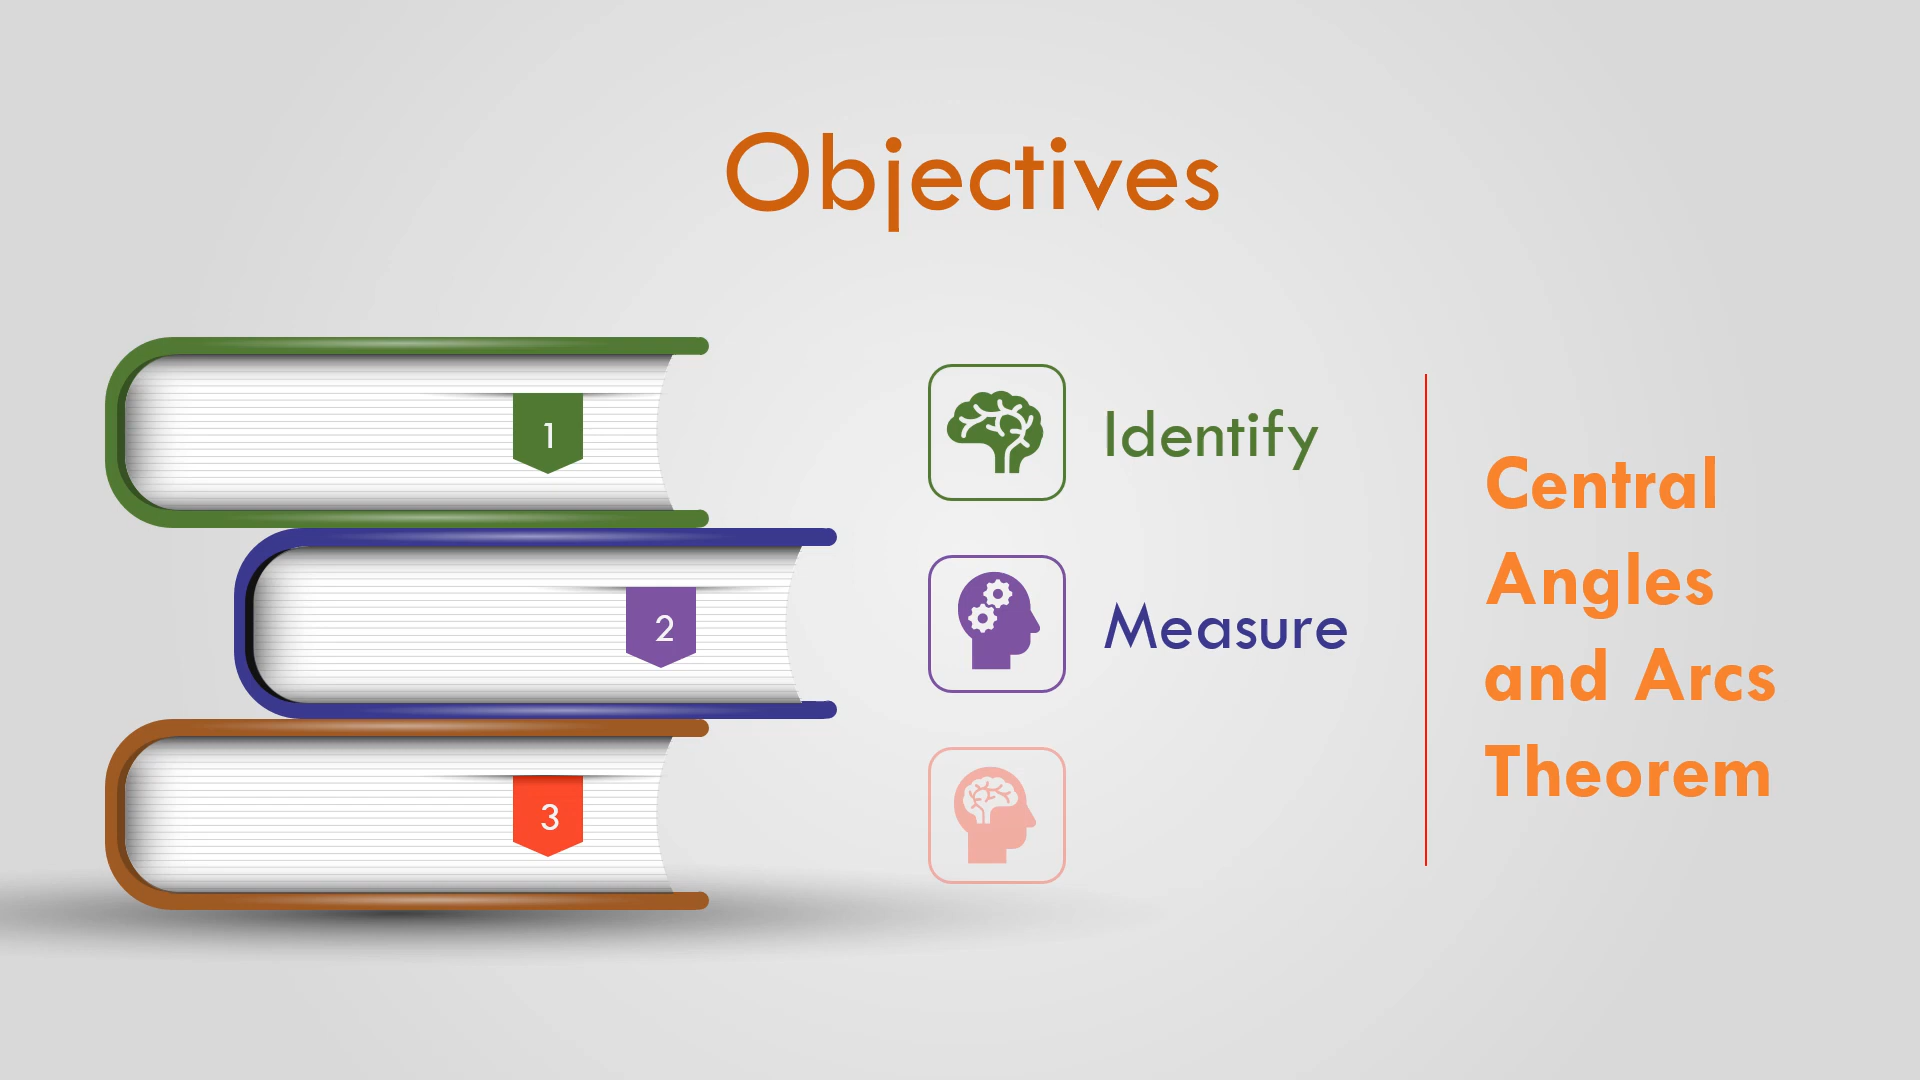 Objectives
1
Identify
2
Measure
3
Central
Angles
and Arcs
Theorem